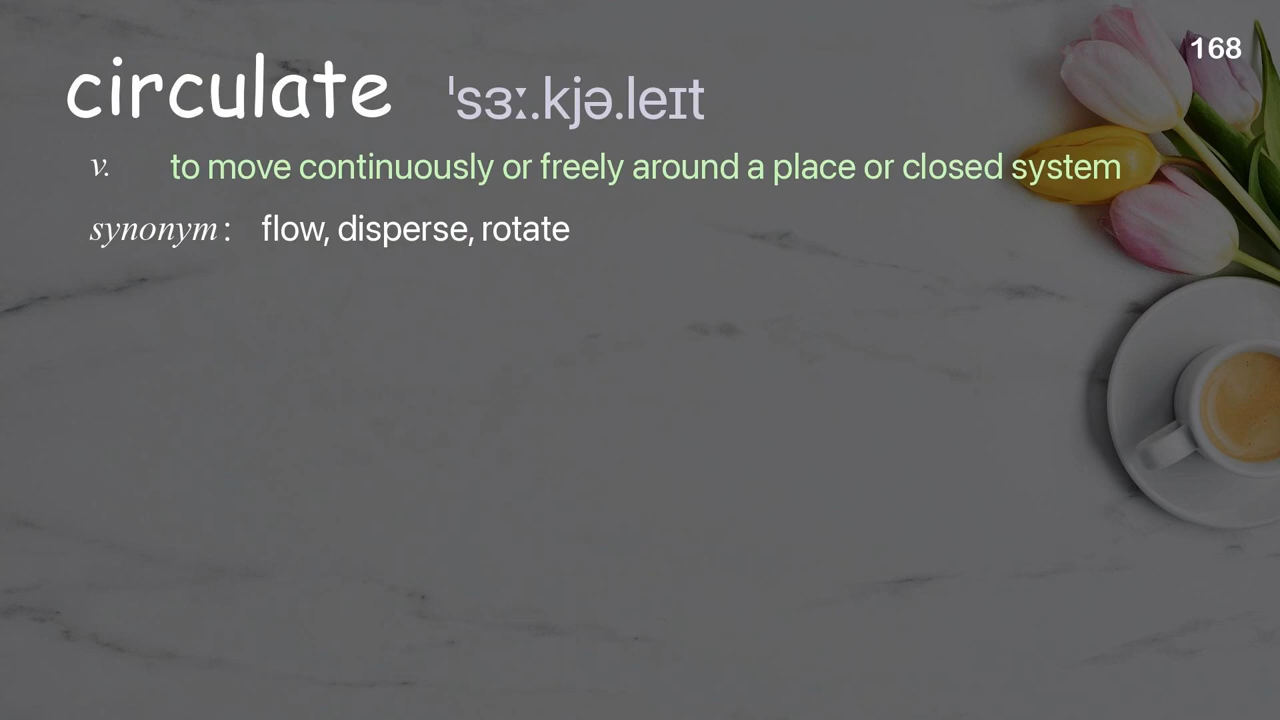 168
circulate ˈsɜː.kjə.leɪt
v. to move continuously or freely around a place or closed system
synonym: flow, disperse, rotate